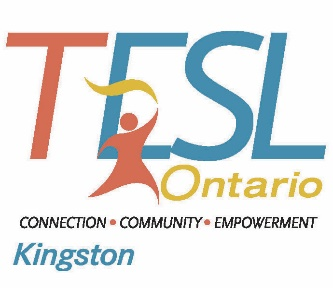 TESL
Ontario
CONNECTION • COMMUNITY • EMPOWERMENT
Kingston